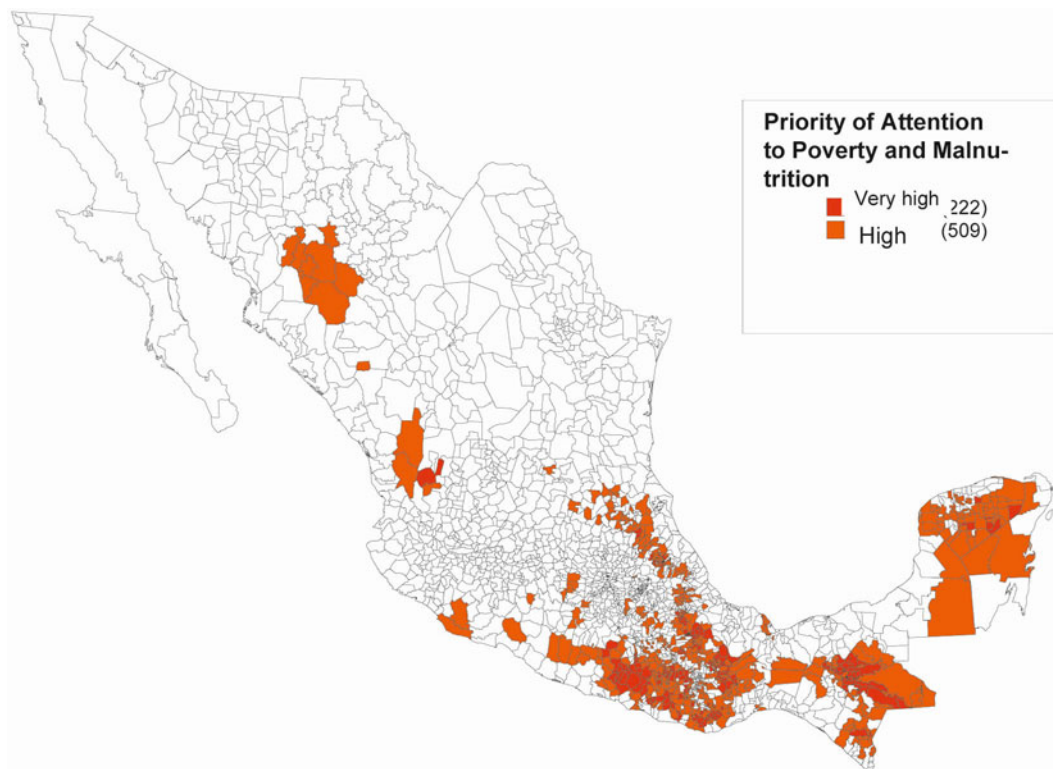 Priority of Attention
to Poverty and Malnu-
trition
Very high 222)
High (509)